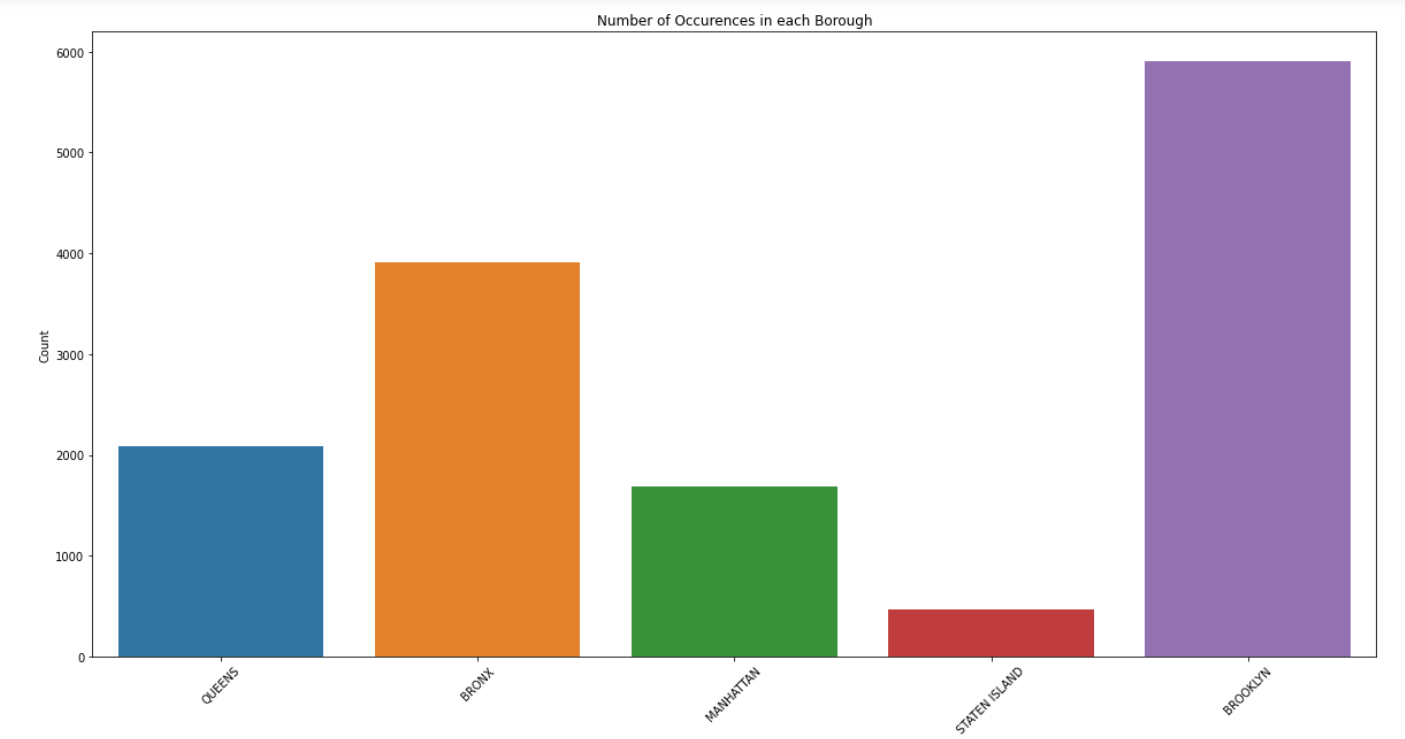 Number of Occurences in each Borough
6000
5000
4000
3000
2000
1000
0
Count
QUEENS
BRONX
MANHATTAN
STATEN ISLAND
BROOKLYN